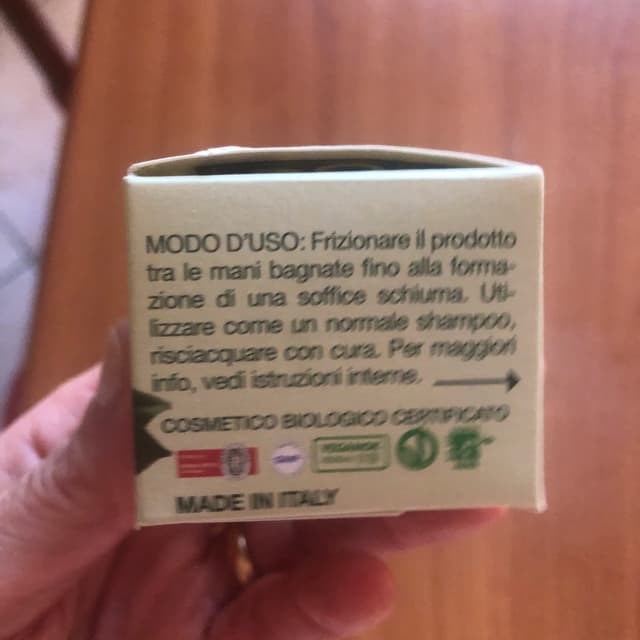 MODO D'USO: Frizionare il prodotto
tra le mani bagnate fino alla forma-
zione di una soffice schiuma. Uti-
lizzare come un normale shampoo,
risciacquare con cura. Per maggiori
info, vedi istruzioni interne.
COSMETICO BIOLOGICO CERTIFICATO
MADE IN ITALY